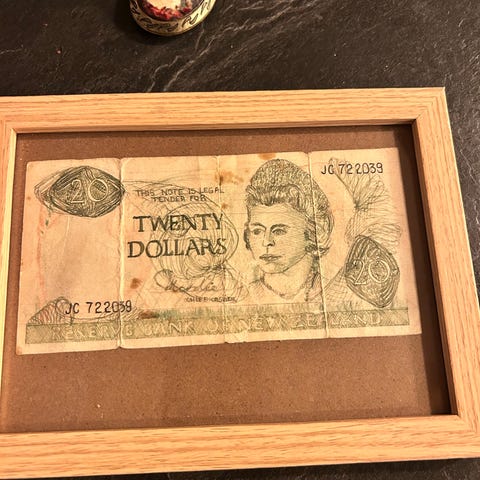 20
THIS NOTE IS LEGAL
TENDER FOR
TWENTY
DOLLARS
JC 722039
20
JC 722039
RESERVE BANK OF NEW ZEALAND